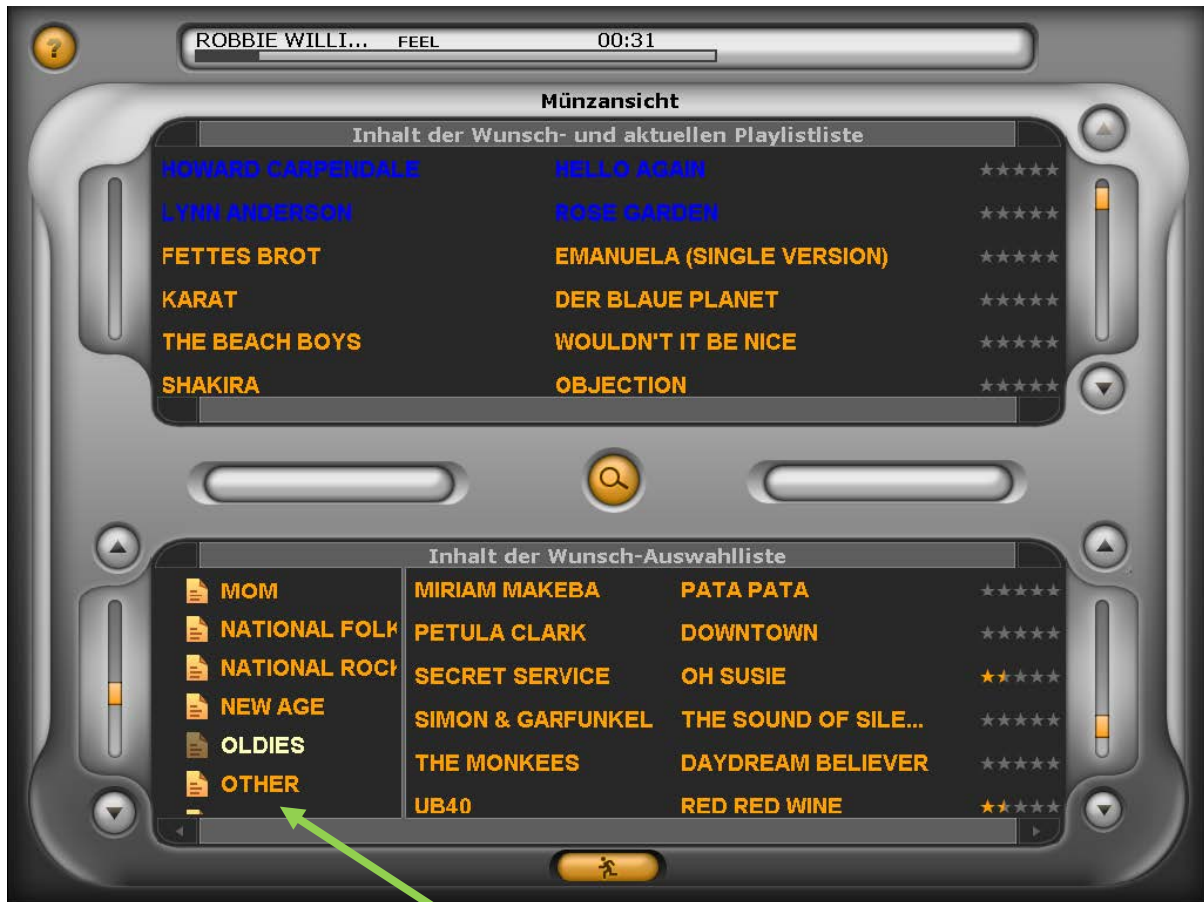 ?
ROBBIE WILLI... FEEL 00:31
Münzansicht
Inhalt der Wunsch- und aktuellen Playlistliste
HOWARD CARPENDALE HELLO AGAIN
LYNN ANDERSON ROSE GARDEN
FETTES BROT EMANUELA (SINGLE VERSION)
KARAT DER BLAUE PLANET
THE BEACH BOYS WOULDN'T IT BE NICE
SHAKIRA OBJECTION
Inhalt der Wunsch-Auswahlliste
MOM
NATIONAL FOLK
NATIONAL ROCK
NEW AGE
OLDIES
OTHER
MIRIAM MAKEBA PATA PATA
PETULA CLARK DOWNTOWN
SECRET SERVICE OH SUSIE
SIMON & GARFUNKEL THE SOUND OF SILE...
THE MONKEES DAYDREAM BELIEVER
UB40 RED RED WINE